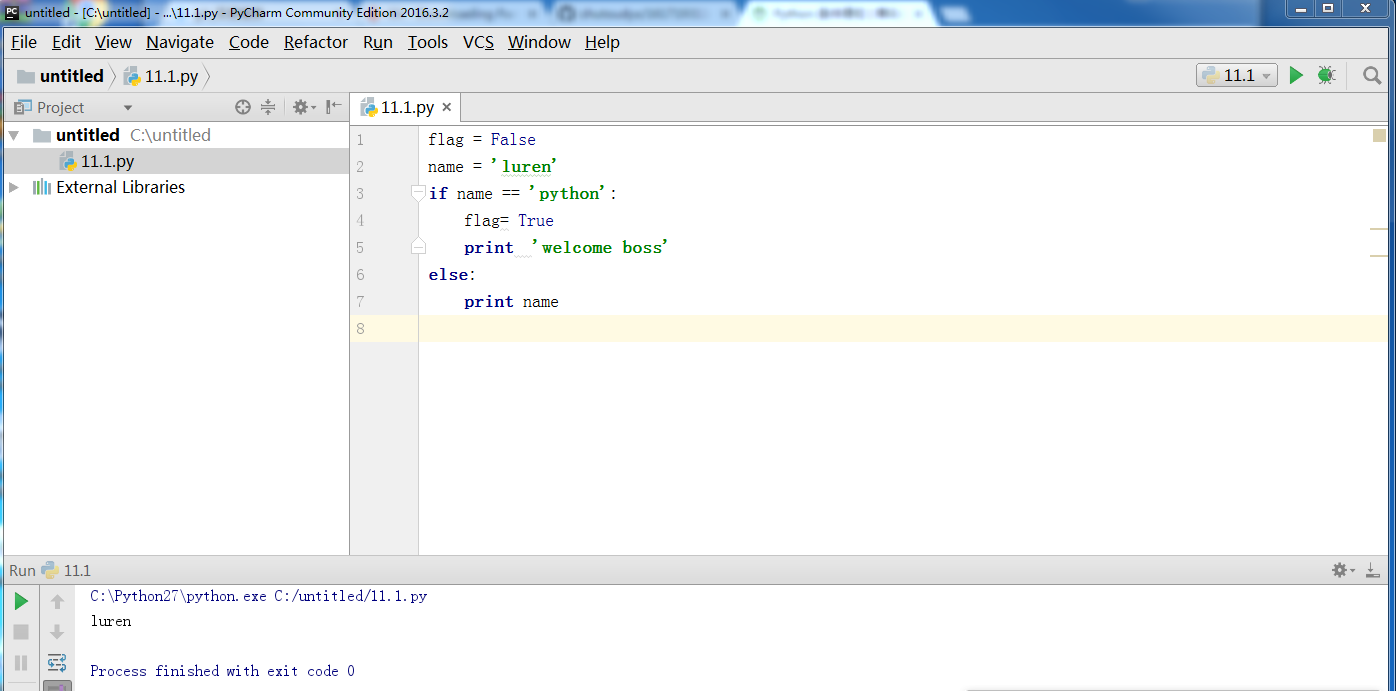 untitled - [C:\untitled] - ...\11.1.py - PyCharm Community Edition 2016.3.2
File Edit View Navigate Code Refactor Run Tools VCS Window Help
untitled 11.1.py 11.1
Project 11.1.py
untitled C:\untitled
11.1.py
External Libraries
1 flag = False
2 name = 'luren'
3 if name == 'python':
4 flag= True
5 print  'welcome boss'
6 else:
7 print name
8
Run 11.1
C:\Python27\python.exe C:/untitled/11.1.py
luren
Process finished with exit code 0